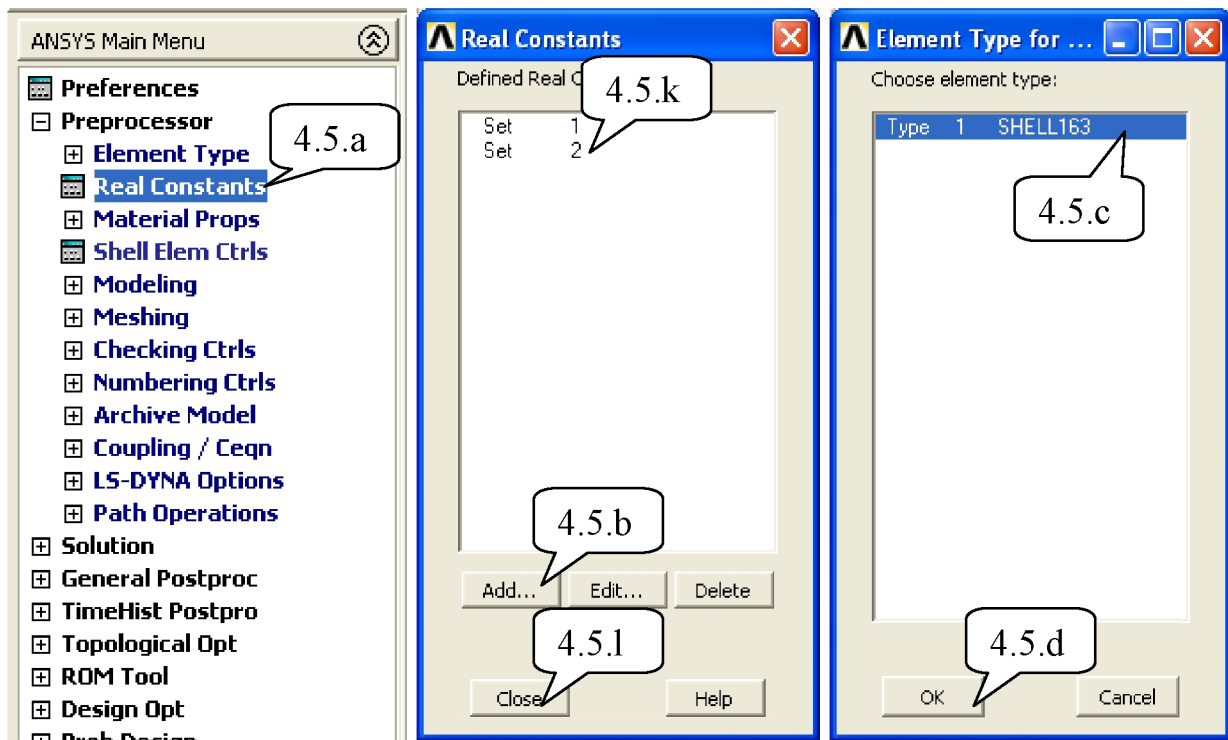 ANSYS Main Menu
Preferences
Preprocessor
4.5.a
Element Type
Real Constants
Material Props
Shell Elem Ctrls
Modeling
Meshing
Checking Ctrls
Numbering Ctrls
Archive Model
Coupling / Ceqn
LS-DYNA Options
Path Operations
Solution
General Postproc
TimeHist Postpro
Topological Opt
ROM Tool
Design Opt
Real Constants
Defined Real
4.5.k
Set 1
Set 2
4.5.b
Add... Edit... Delete
4.5.l
Close Help
Element Type for ...
Choose element type:
Type 1 SHELL163
4.5.c
4.5.d
OK Cancel